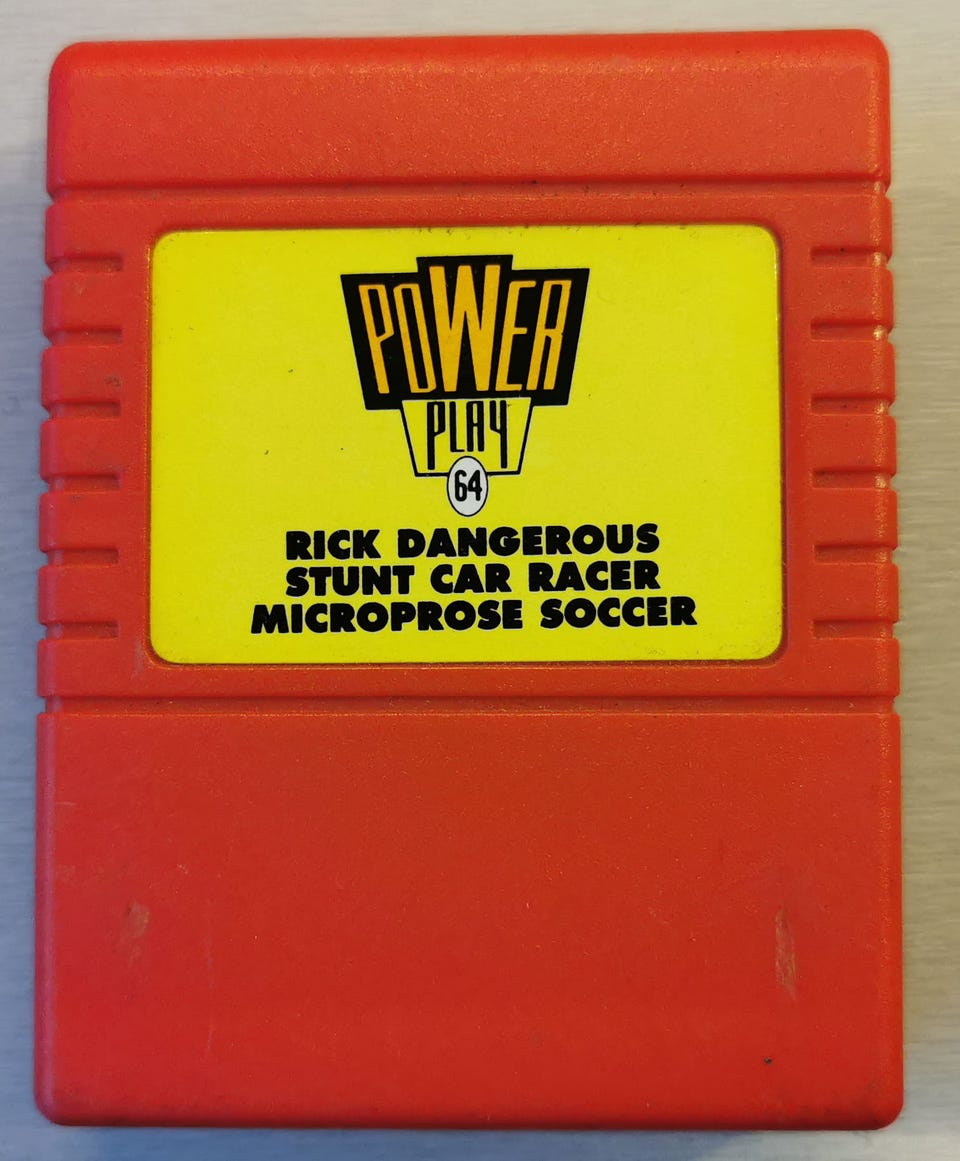 POWER
PLAY
64
RICK DANGEROUS
STUNT CAR RACER
MICROPROSE SOCCER